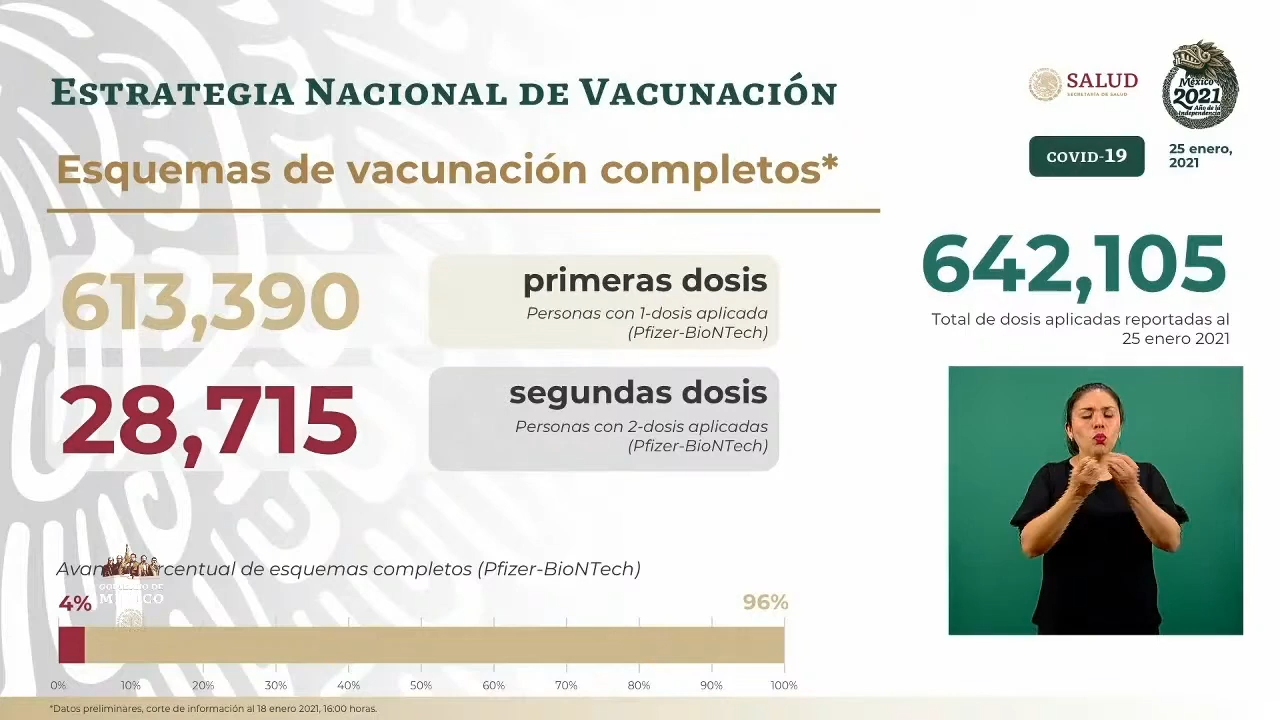 ESTRATEGIA NACIONAL DE VACUNACIÓN
SALUD
SECRETARÍA DE SALUD
México
2021
Año de la
Independencia
Esquemas de vacunación completos*
COVID-19
25 enero,
2021
613,390
primeras dosis
Personas con 1-dosis aplicada
(Pfizer-BioNTech)
28,715
segundas dosis
Personas con 2-dosis aplicadas
(Pfizer-BioNTech)
642,105
Total de dosis aplicadas reportadas al
25 enero 2021
de esquemas completos (Pfizer-BioNTech)
GOBIERNO DE
MÉXICO
4%
96%
0% 10% 20% 30% 40% 50% 60% 70% 80% 90% 100%
*Datos preliminares, corte de información al 18 enero 2021, 16:00 horas.